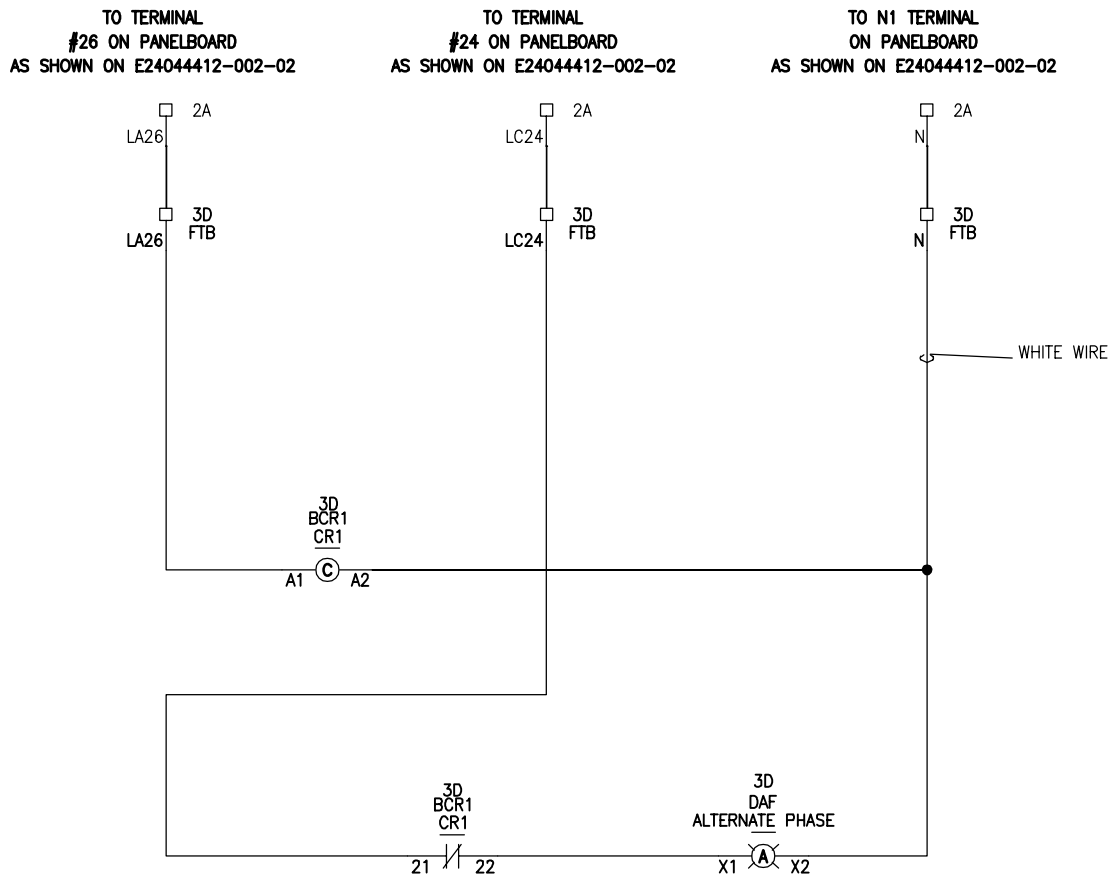 TO TERMINAL
#26 ON PANELBOARD
AS SHOWN ON E24044412-002-02
TO TERMINAL
#24 ON PANELBOARD
AS SHOWN ON E24044412-002-02
TO N1 TERMINAL
ON PANELBOARD
AS SHOWN ON E24044412-002-02
2A
LA26
2A
LC24
2A
N
3D
FTB
LA26
3D
FTB
LC24
3D
FTB
N
WHITE WIRE
3D
BCR1
CR1
A1 C A2
3D
BCR1
CR1
21 22
3D
DAF
ALTERNATE PHASE
X1 A X2